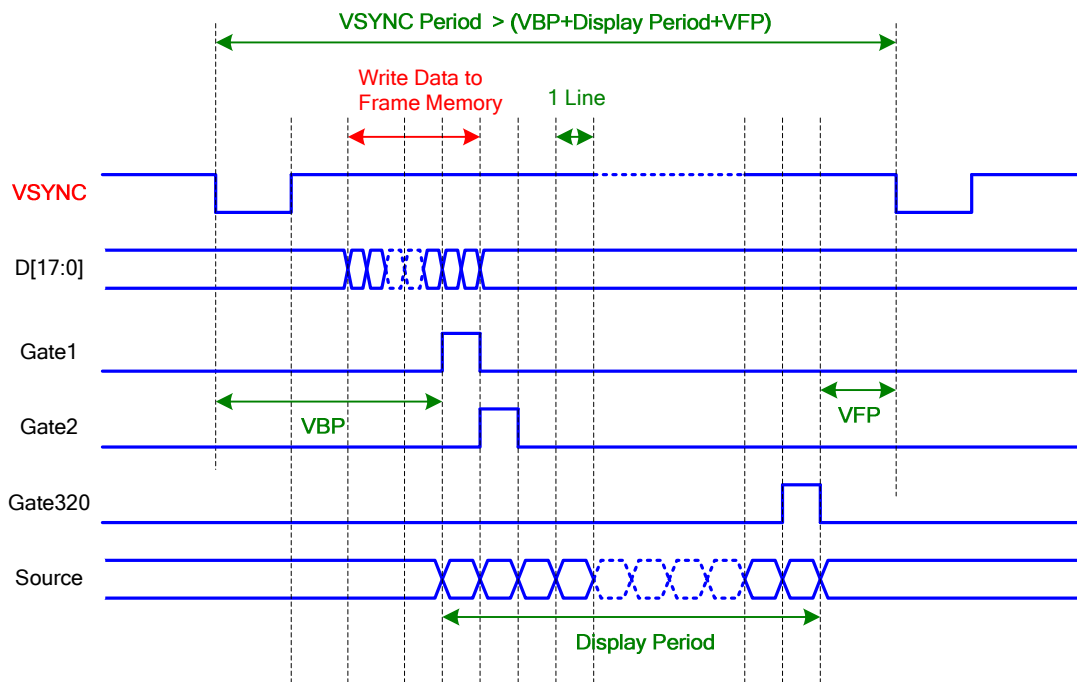 VSYNC Period > (VBP+Display Period+VFP)
Write Data to
Frame Memory
1 Line
VSYNC
D[17:0]
Gate1
VBP
VFP
Gate2
Gate320
Source
Display Period